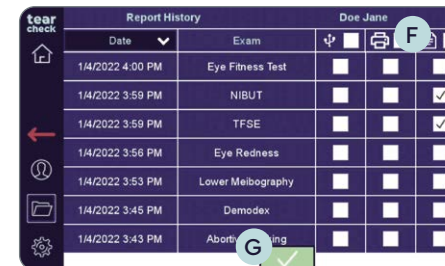 tear
check
Report History Doe Jane
Date Exam F
1/4/2022 4:00 PM Eye Fitness Test
1/4/2022 3:59 PM NIBUT
1/4/2022 3:59 PM TFSE
1/4/2022 3:56 PM Eye Redness
1/4/2022 3:53 PM Lower Meibography
1/4/2022 3:45 PM Demodex
1/4/2022 3:43 PM
G